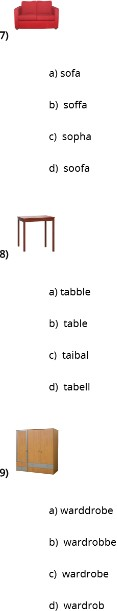 7)
a) sofa
b) soffa
c) sopha
d) soofa
8)
a) tabble
b) table
c) taibal
d) tabell
9)
a) warddrobe
b) wardrobbe
c) wardrobe
d) wardrob